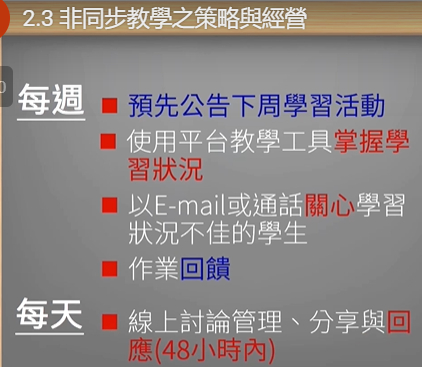 2.3 非同步教學之策略與經營
每週
預先公告下周學習活動
使用平台教學工具掌握學
習狀況
以E-mail或通話關心學習
狀況不佳的學生
作業回饋
每天
線上討論管理、分享與回
應(48小時內)